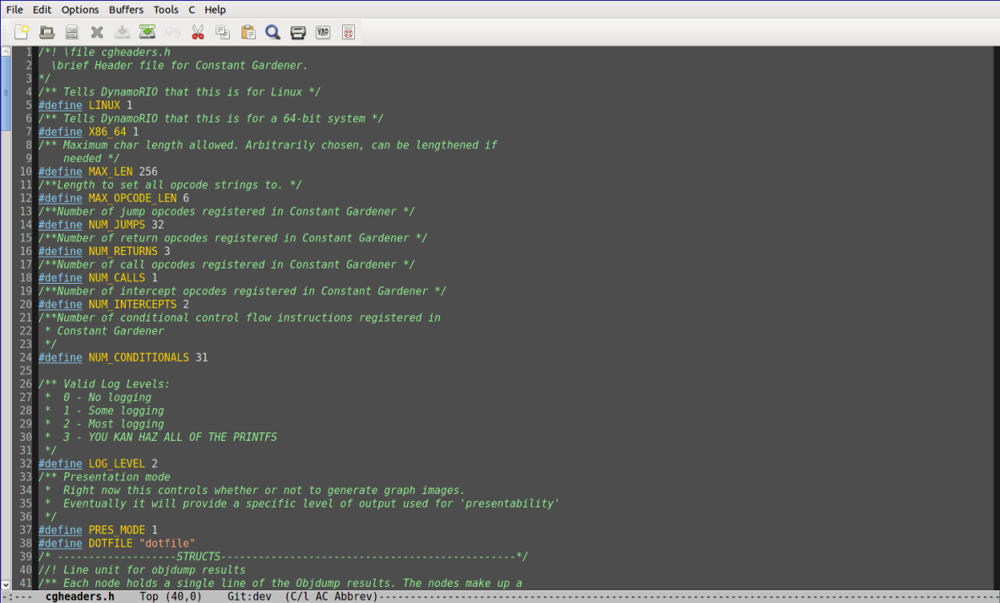 File Edit Options Buffers Tools C Help
1 /*! \file cgheaders.h
2   \brief Header file for Constant Gardener.
3 */
4 /** Tells DynamoRIO that this is for Linux */
5 #define LINUX 1
6 /** Tells DynamoRIO that this is for a 64-bit system */
7 #define X86_64 1
8 /** Maximum char length allowed. Arbitrarily chosen, can be lengthened if
9     needed */
10 #define MAX_LEN 256
11 /**Length to set all opcode strings to. */
12 #define MAX_OPCODE_LEN 6
13 /**Number of jump opcodes registered in Constant Gardener */
14 #define NUM_JUMPS 32
15 /**Number of return opcodes registered in Constant Gardener */
16 #define NUM_RETURNS 3
17 /**Number of call opcodes registered in Constant Gardener */
18 #define NUM_CALLS 1
19 /**Number of intercept opcodes registered in Constant Gardener */
20 #define NUM_INTERCEPTS 2
21 /**Number of conditional control flow instructions registered in
22  * Constant Gardener
23  */
24 #define NUM_CONDITIONALS 31
25
26 /** Valid Log Levels:
27  *  0 - No logging
28  *  1 - Some logging
29  *  2 - Most logging
30  *  3 - YOU KAN HAZ ALL OF THE PRINTFS
31  */
32 #define LOG_LEVEL 2
33 /** Presentation mode
34  *  Right now this controls whether or not to generate graph images.
35  *  Eventually it will provide a specific level of output used for 'presentability'
36  */
37 #define PRES_MODE 1
38 #define DOTFILE "dotfile"
39 /* -------------------STRUCTS-----------------------------------------------*/
40 //! Line unit for objdump results
41 /** Each node holds a single line of the Objdump results. The nodes make up a
-:--- cgheaders.h Top (40,0) Git:dev (C/l AC Abbrev)----------------------------------------------------------------------------------------------------